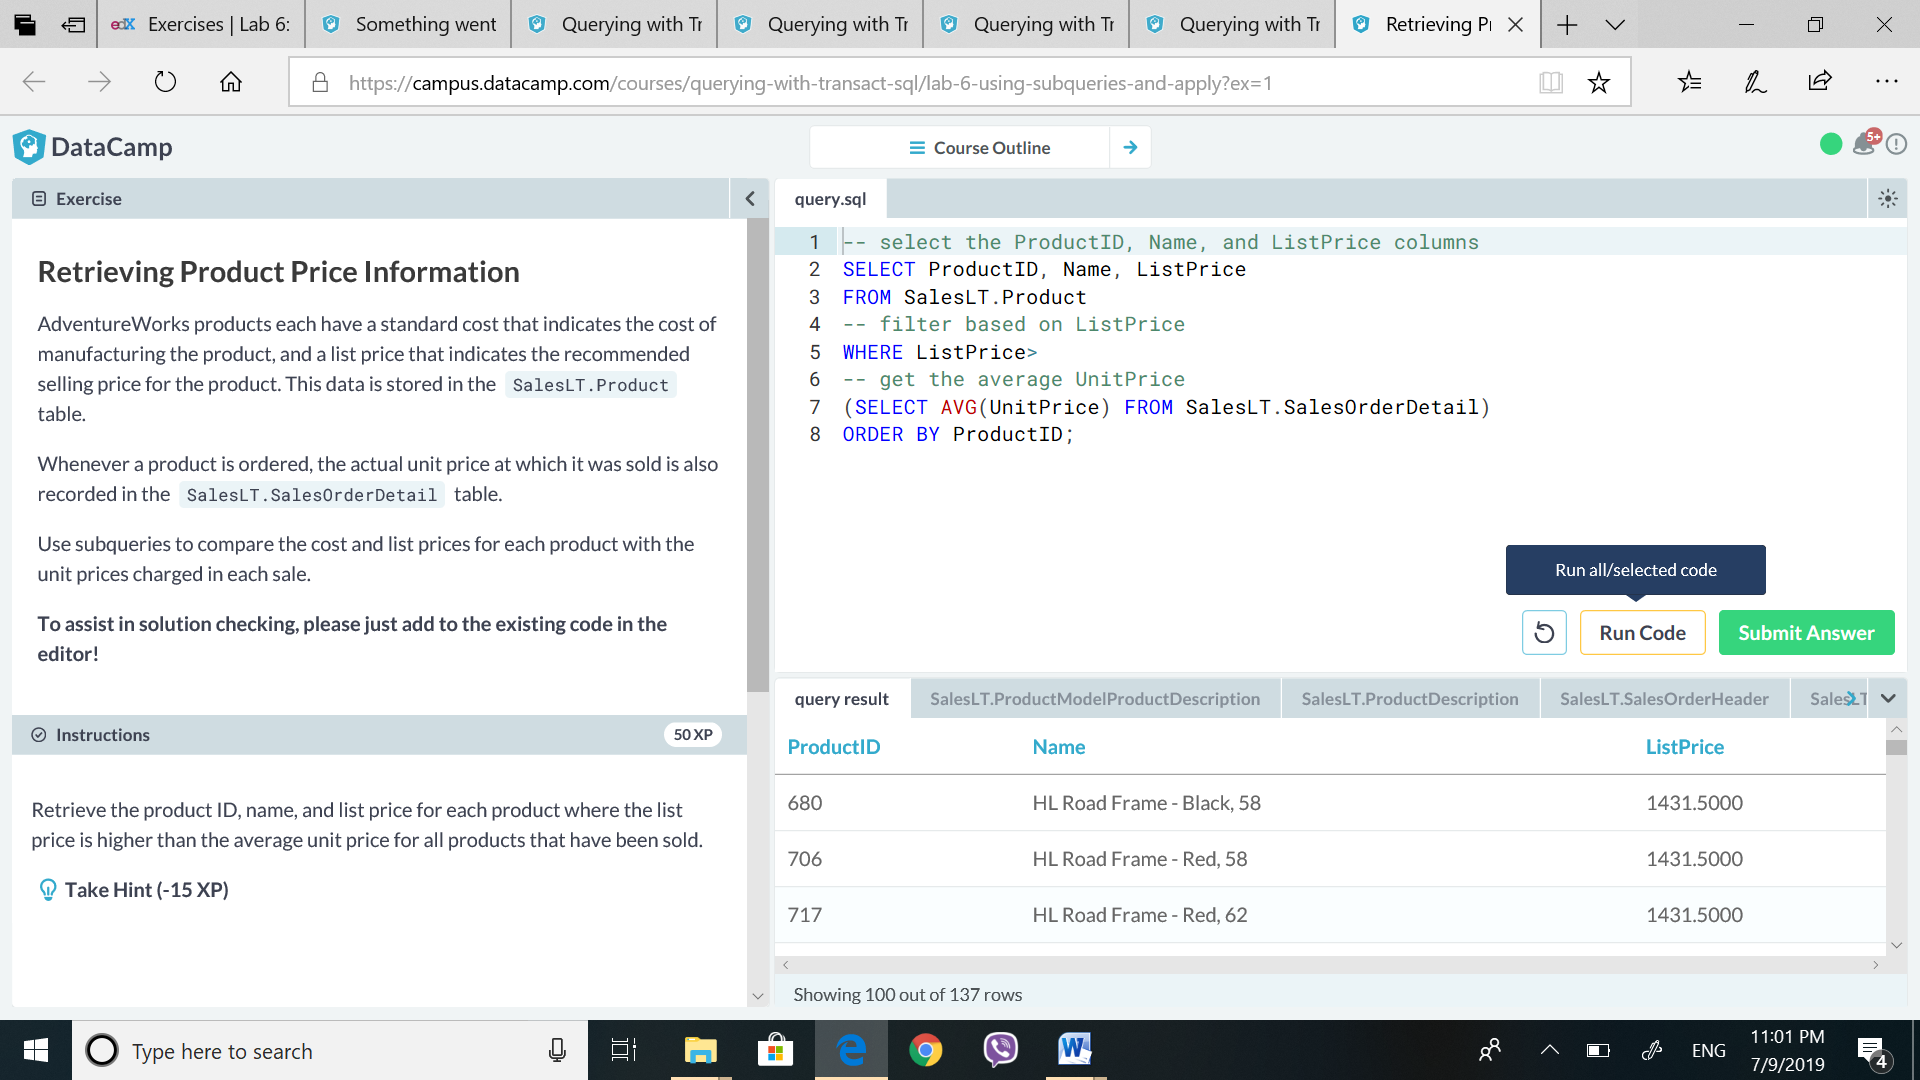 edX Exercises | Lab 6:
Something went
Querying with Tr
Querying with Tr
Querying with Tr
Querying with Tr
Retrieving Pr
https://campus.datacamp.com/courses/querying-with-transact-sql/lab-6-using-subqueries-and-apply?ex=1
DataCamp
Course Outline
5+
Exercise
query.sql
Retrieving Product Price Information
AdventureWorks products each have a standard cost that indicates the cost of
manufacturing the product, and a list price that indicates the recommended
selling price for the product. This data is stored in the SalesLT.Product
table.
Whenever a product is ordered, the actual unit price at which it was sold is also
recorded in the SalesLT.SalesOrderDetail table.
Use subqueries to compare the cost and list prices for each product with the
unit prices charged in each sale.
To assist in solution checking, please just add to the existing code in the
editor!
Instructions
50 XP
Retrieve the product ID, name, and list price for each product where the list
price is higher than the average unit price for all products that have been sold.
Take Hint (-15 XP)
1 -- select the ProductID, Name, and ListPrice columns
2 SELECT ProductID, Name, ListPrice
3 FROM SalesLT.Product
4 -- filter based on ListPrice
5 WHERE ListPrice>
6 -- get the average UnitPrice
7 (SELECT AVG(UnitPrice) FROM SalesLT.SalesOrderDetail)
8 ORDER BY ProductID;
Run all/selected code
Run Code
Submit Answer
query result
SalesLT.ProductModelProductDescription
SalesLT.ProductDescription
SalesLT.SalesOrderHeader
SalesLT
ProductID Name ListPrice
680 HL Road Frame - Black, 58 1431.5000
706 HL Road Frame - Red, 58 1431.5000
717 HL Road Frame - Red, 62 1431.5000
Showing 100 out of 137 rows
Type here to search
ENG
11:01 PM
7/9/2019
4